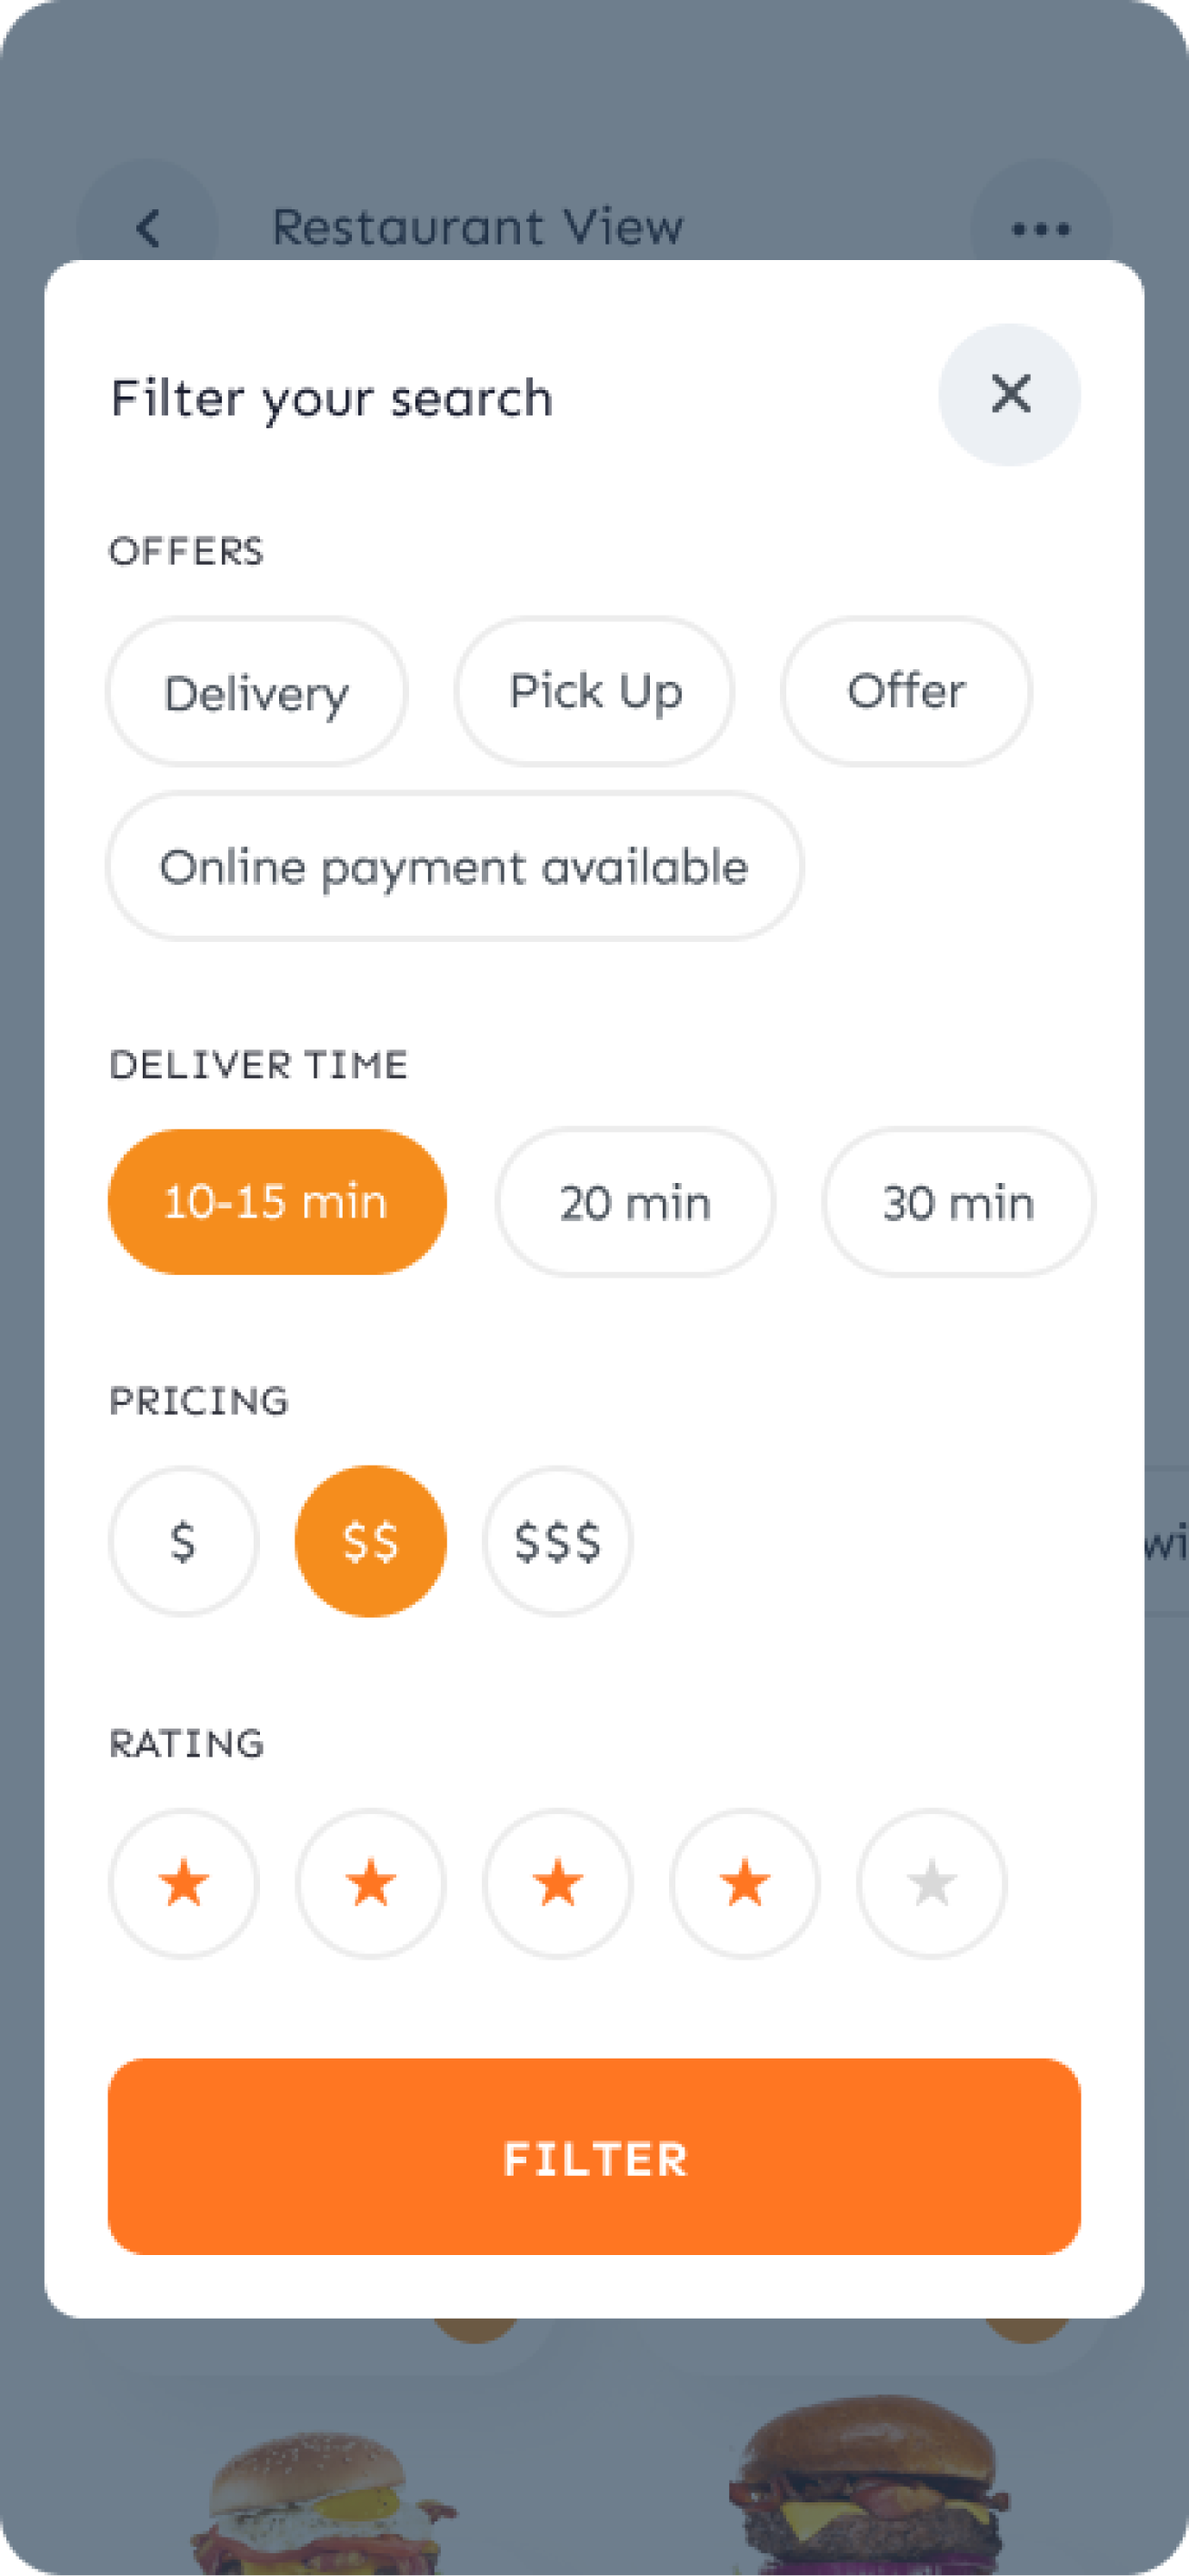 Restaurant View
Filter your search
OFFERS
Delivery Pick Up Offer
Online payment available
DELIVER TIME
10-15 min 20 min 30 min
PRICING
$ $$ $$$
wi
RATING
FILTER